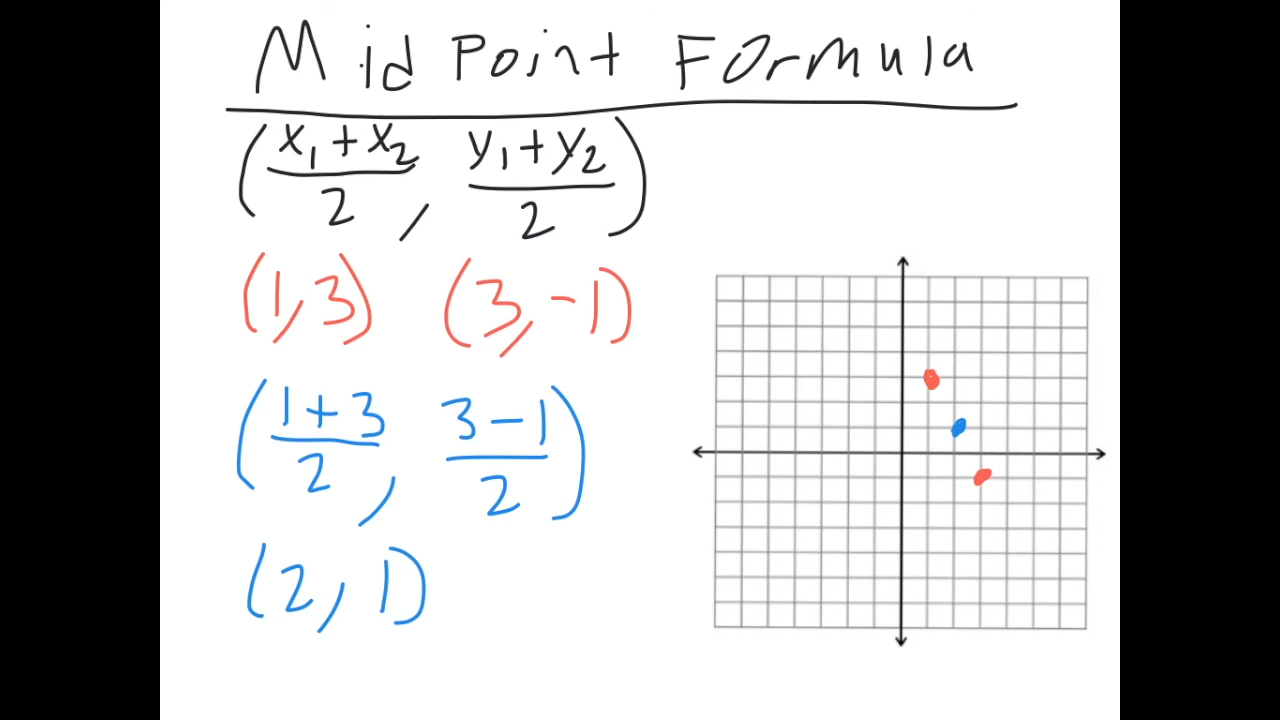 Mid Point Formula
(x₁+x₂/2, y₁+y₂/2)
(1,3) (3,-1)
(1+3/2, 3-1/2)
(2, 1)